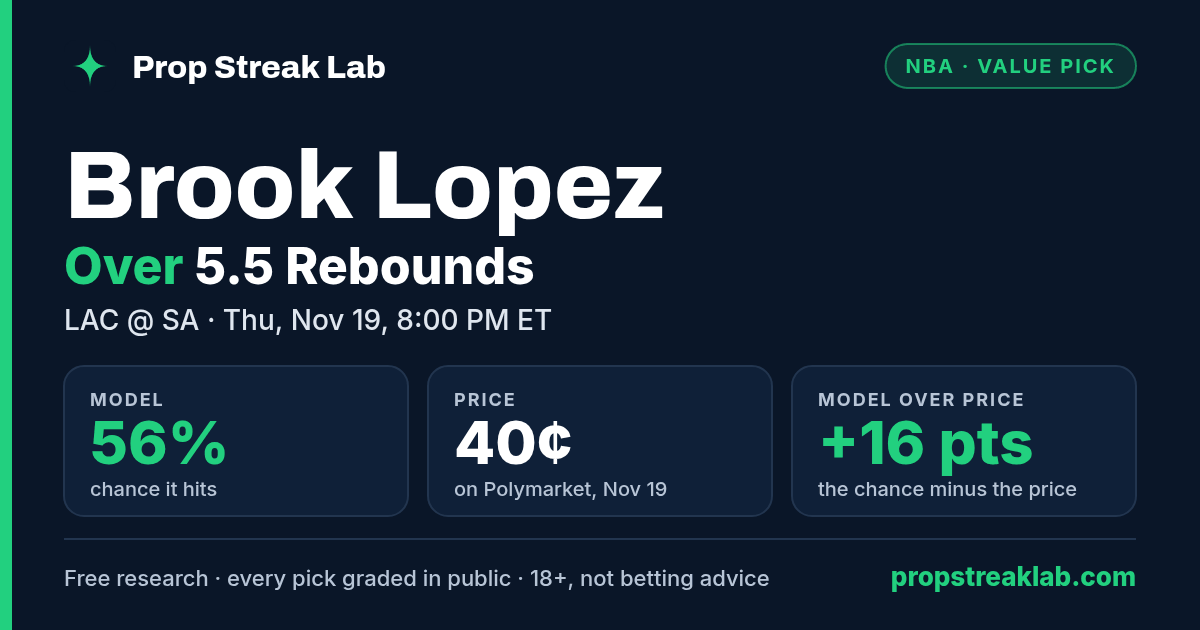 Prop Streak Lab
NBA · VALUE PICK
Brook Lopez
Over 5.5 Rebounds
LAC @ SA · Thu, Nov 19, 8:00 PM ET
MODEL
56%
chance it hits
PRICE
40¢
on Polymarket, Nov 19
MODEL OVER PRICE
+16 pts
the chance minus the price
Free research · every pick graded in public · 18+, not betting advice
propstreaklab.com